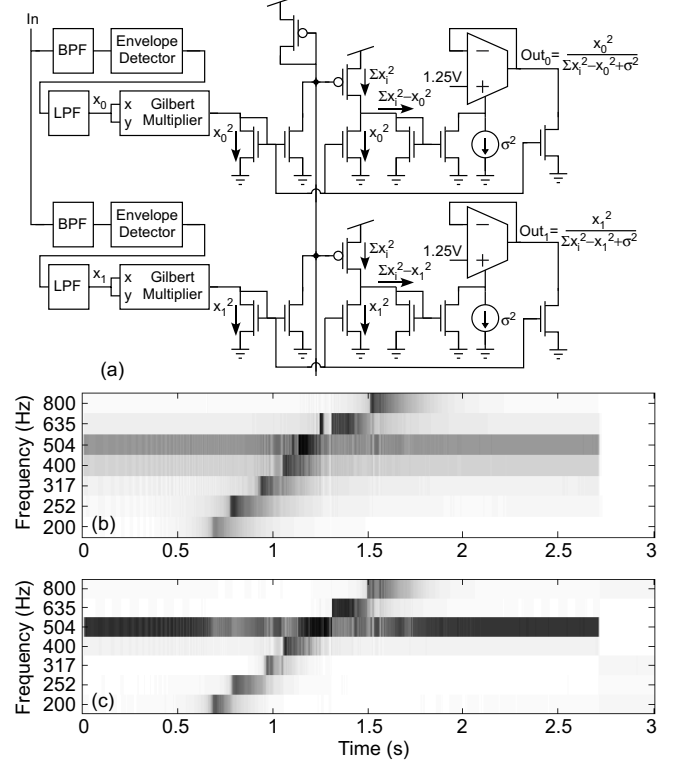 In
BPF
Envelope
Detector
LPF
x₀
x
y
Gilbert
Multiplier
x₀²
Σxᵢ²
Σxᵢ²−x₀²
x₀²
1.25V
−
+
σ²
Out₀= x₀² / Σxᵢ²−x₀²+σ²
BPF
Envelope
Detector
LPF
x₁
x
y
Gilbert
Multiplier
x₁²
Σxᵢ²
Σxᵢ²−x₁²
x₁²
1.25V
−
+
σ²
Out₁= x₁² / Σxᵢ²−x₁²+σ²
(a)
Frequency (Hz)
800
635
504
400
317
252
200
(b)
0 0.5 1 1.5 2 2.5 3
Frequency (Hz)
800
635
504
400
317
252
200
(c)
0 0.5 1 1.5 2 2.5 3
Time (s)